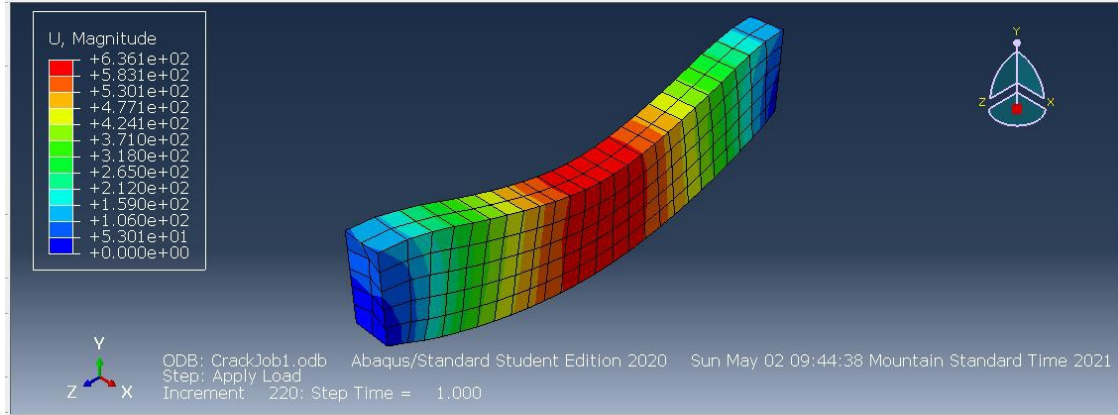 U, Magnitude
+6.361e+02
+5.831e+02
+5.301e+02
+4.771e+02
+4.241e+02
+3.710e+02
+3.180e+02
+2.650e+02
+2.120e+02
+1.590e+02
+1.060e+02
+5.301e+01
+0.000e+00
Y
Z X
Y
Z X
ODB: CrackJob1.odb Abaqus/Standard Student Edition 2020 Sun May 02 09:44:38 Mountain Standard Time 2021
Step: Apply Load
Increment 220: Step Time = 1.000